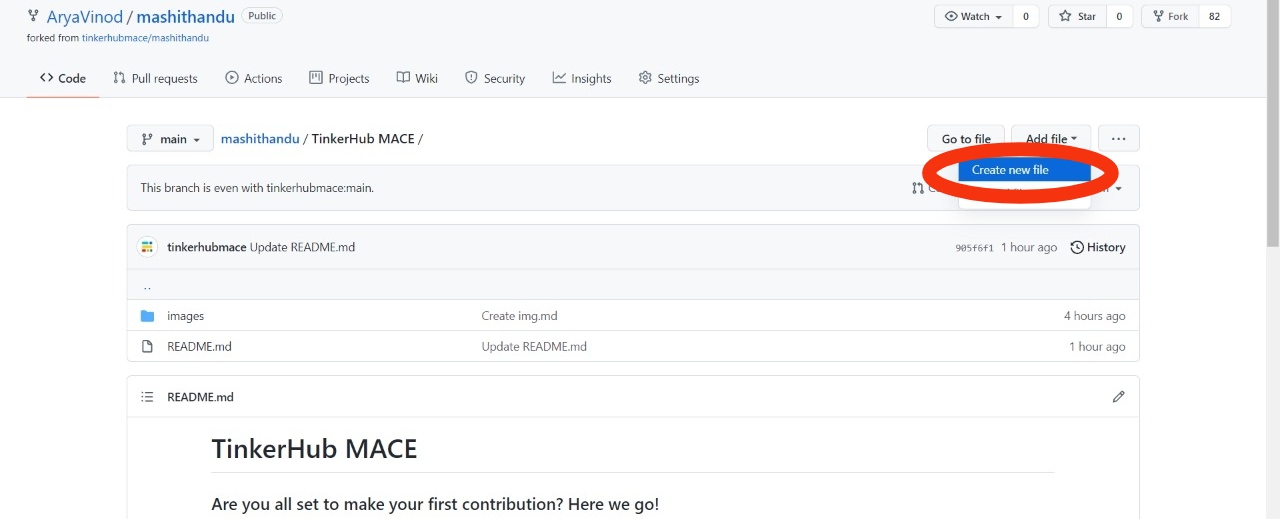 AryaVinod / mashithandu Public Watch 0 Star 0 Fork 82
forked from tinkerhubmace/mashithandu
Code Pull requests Actions Projects Wiki Security Insights Settings
main mashithandu / TinkerHub MACE / Go to file Add file ...
Create new file
This branch is even with tinkerhubmace:main.
tinkerhubmace Update README.md 905f6f1 1 hour ago History
..
images Create img.md 4 hours ago
README.md Update README.md 1 hour ago
README.md
TinkerHub MACE
Are you all set to make your first contribution? Here we go!